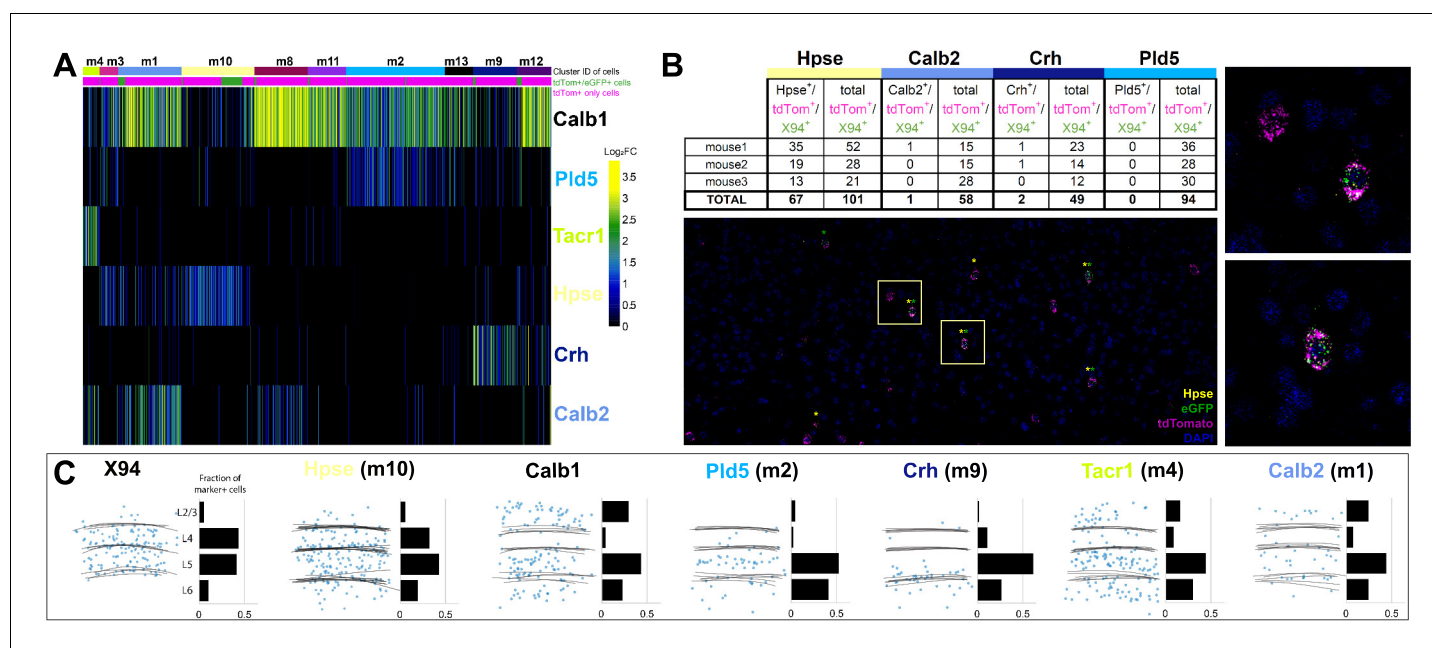 A
m4 m3 m1 m10 m8 m11 m2 m13 m9 m12
Cluster ID of cells
tdTom+/eGFP+ cells
tdTom+ only cells
Calb1
Pld5
Tacr1
Hpse
Crh
Calb2
Log₂FC
3.5
3
2.5
2
1.5
1
0.5
0
B
Hpse Calb2 Crh Pld5
Hpse⁺/ total Calb2⁺/ total Crh⁺/ total Pld5⁺/ total
tdTom⁺/ tdTom⁺/ tdTom⁺/ tdTom⁺/ tdTom⁺/ tdTom⁺/ tdTom⁺/ tdTom⁺/
X94⁺ X94⁺ X94⁺ X94⁺ X94⁺ X94⁺ X94⁺ X94⁺
mouse1 35 52 1 15 1 23 0 36
mouse2 19 28 0 15 1 14 0 28
mouse3 13 21 0 28 0 12 0 30
TOTAL 67 101 1 58 2 49 0 94
Hpse
eGFP
tdTomato
DAPI
C
X94 Hpse (m10) Calb1 Pld5 (m2) Crh (m9) Tacr1 (m4) Calb2 (m1)
Fraction of
marker+ cells
L2/3
L4
L5
L6
0 0.5 0 0.5 0 0.5 0 0.5 0 0.5 0 0.5 0 0.5